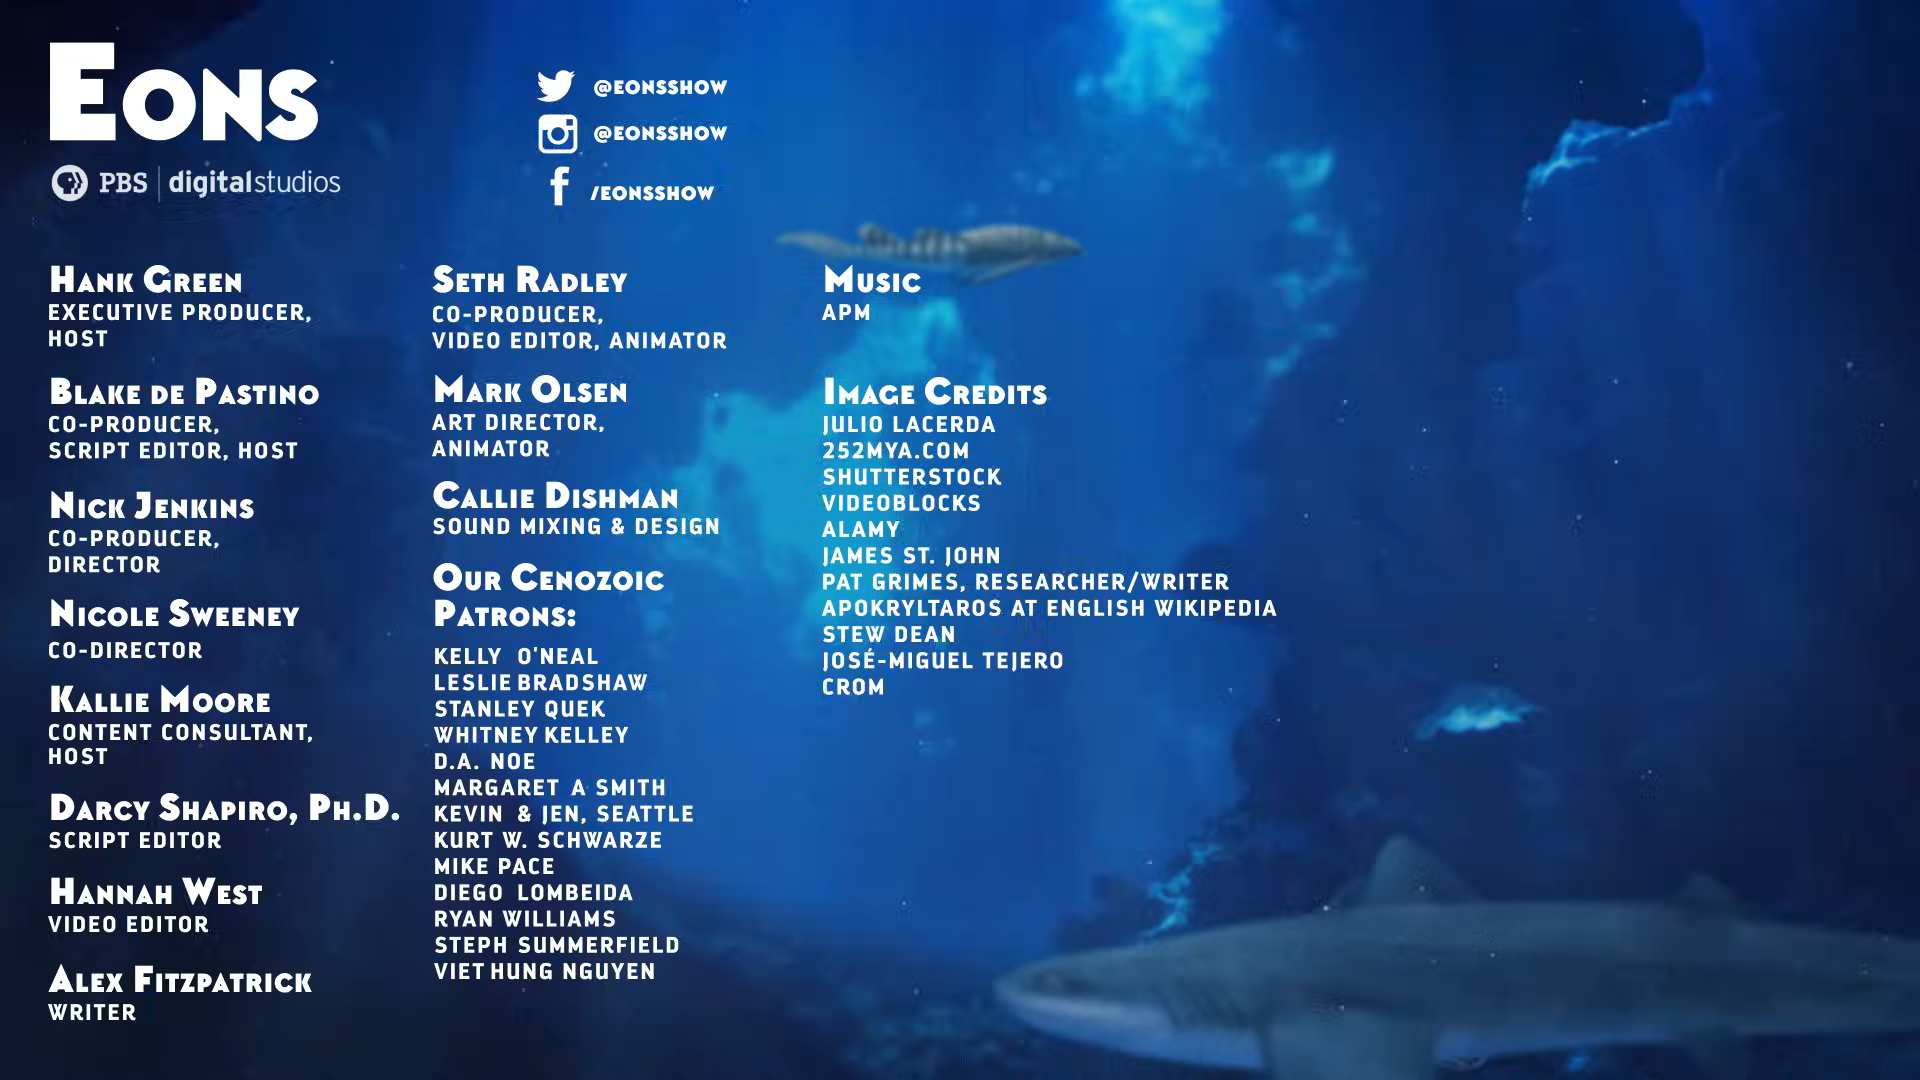 Eons
PBS | digitalstudios
@EONSSHOW
@EONSSHOW
/EONSSHOW
Hank Green
EXECUTIVE PRODUCER,
HOST
Blake de Pastino
CO-PRODUCER,
SCRIPT EDITOR, HOST
Nick Jenkins
CO-PRODUCER,
DIRECTOR
Nicole Sweeney
CO-DIRECTOR
Kallie Moore
CONTENT CONSULTANT,
HOST
Darcy Shapiro, Ph.D.
SCRIPT EDITOR
Hannah West
VIDEO EDITOR
Alex Fitzpatrick
WRITER
Seth Radley
CO-PRODUCER,
VIDEO EDITOR, ANIMATOR
Mark Olsen
ART DIRECTOR,
ANIMATOR
Callie Dishman
SOUND MIXING & DESIGN
Our Cenozoic
Patrons:
KELLY O'NEAL
LESLIE BRADSHAW
STANLEY QUEK
WHITNEY KELLEY
D.A. NOE
MARGARET A SMITH
KEVIN & JEN, SEATTLE
KURT W. SCHWARZE
MIKE PACE
DIEGO LOMBEIDA
RYAN WILLIAMS
STEPH SUMMERFIELD
VIET HUNG NGUYEN
Music
APM
Image Credits
JULIO LACERDA
252MYA.COM
SHUTTERSTOCK
VIDEOBLOCKS
ALAMY
JAMES ST. JOHN
PAT GRIMES, RESEARCHER/WRITER
APOKRYLTAROS AT ENGLISH WIKIPEDIA
STEW DEAN
JOSÉ-MIGUEL TEJERO
CROM